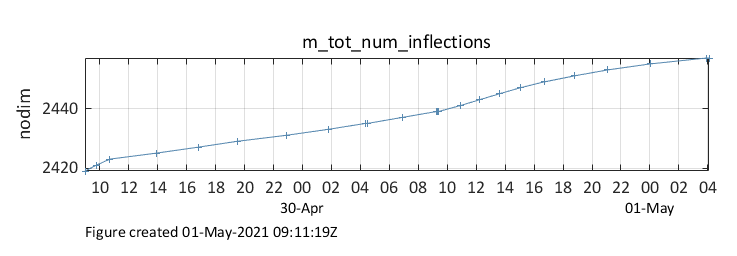 m_tot_num_inflections
nodim
2440
2420
10 12 14 16 18 20 22 00 02 04 06 08 10 12 14 16 18 20 22 00 02 04
30-Apr 01-May
Figure created 01-May-2021 09:11:19Z